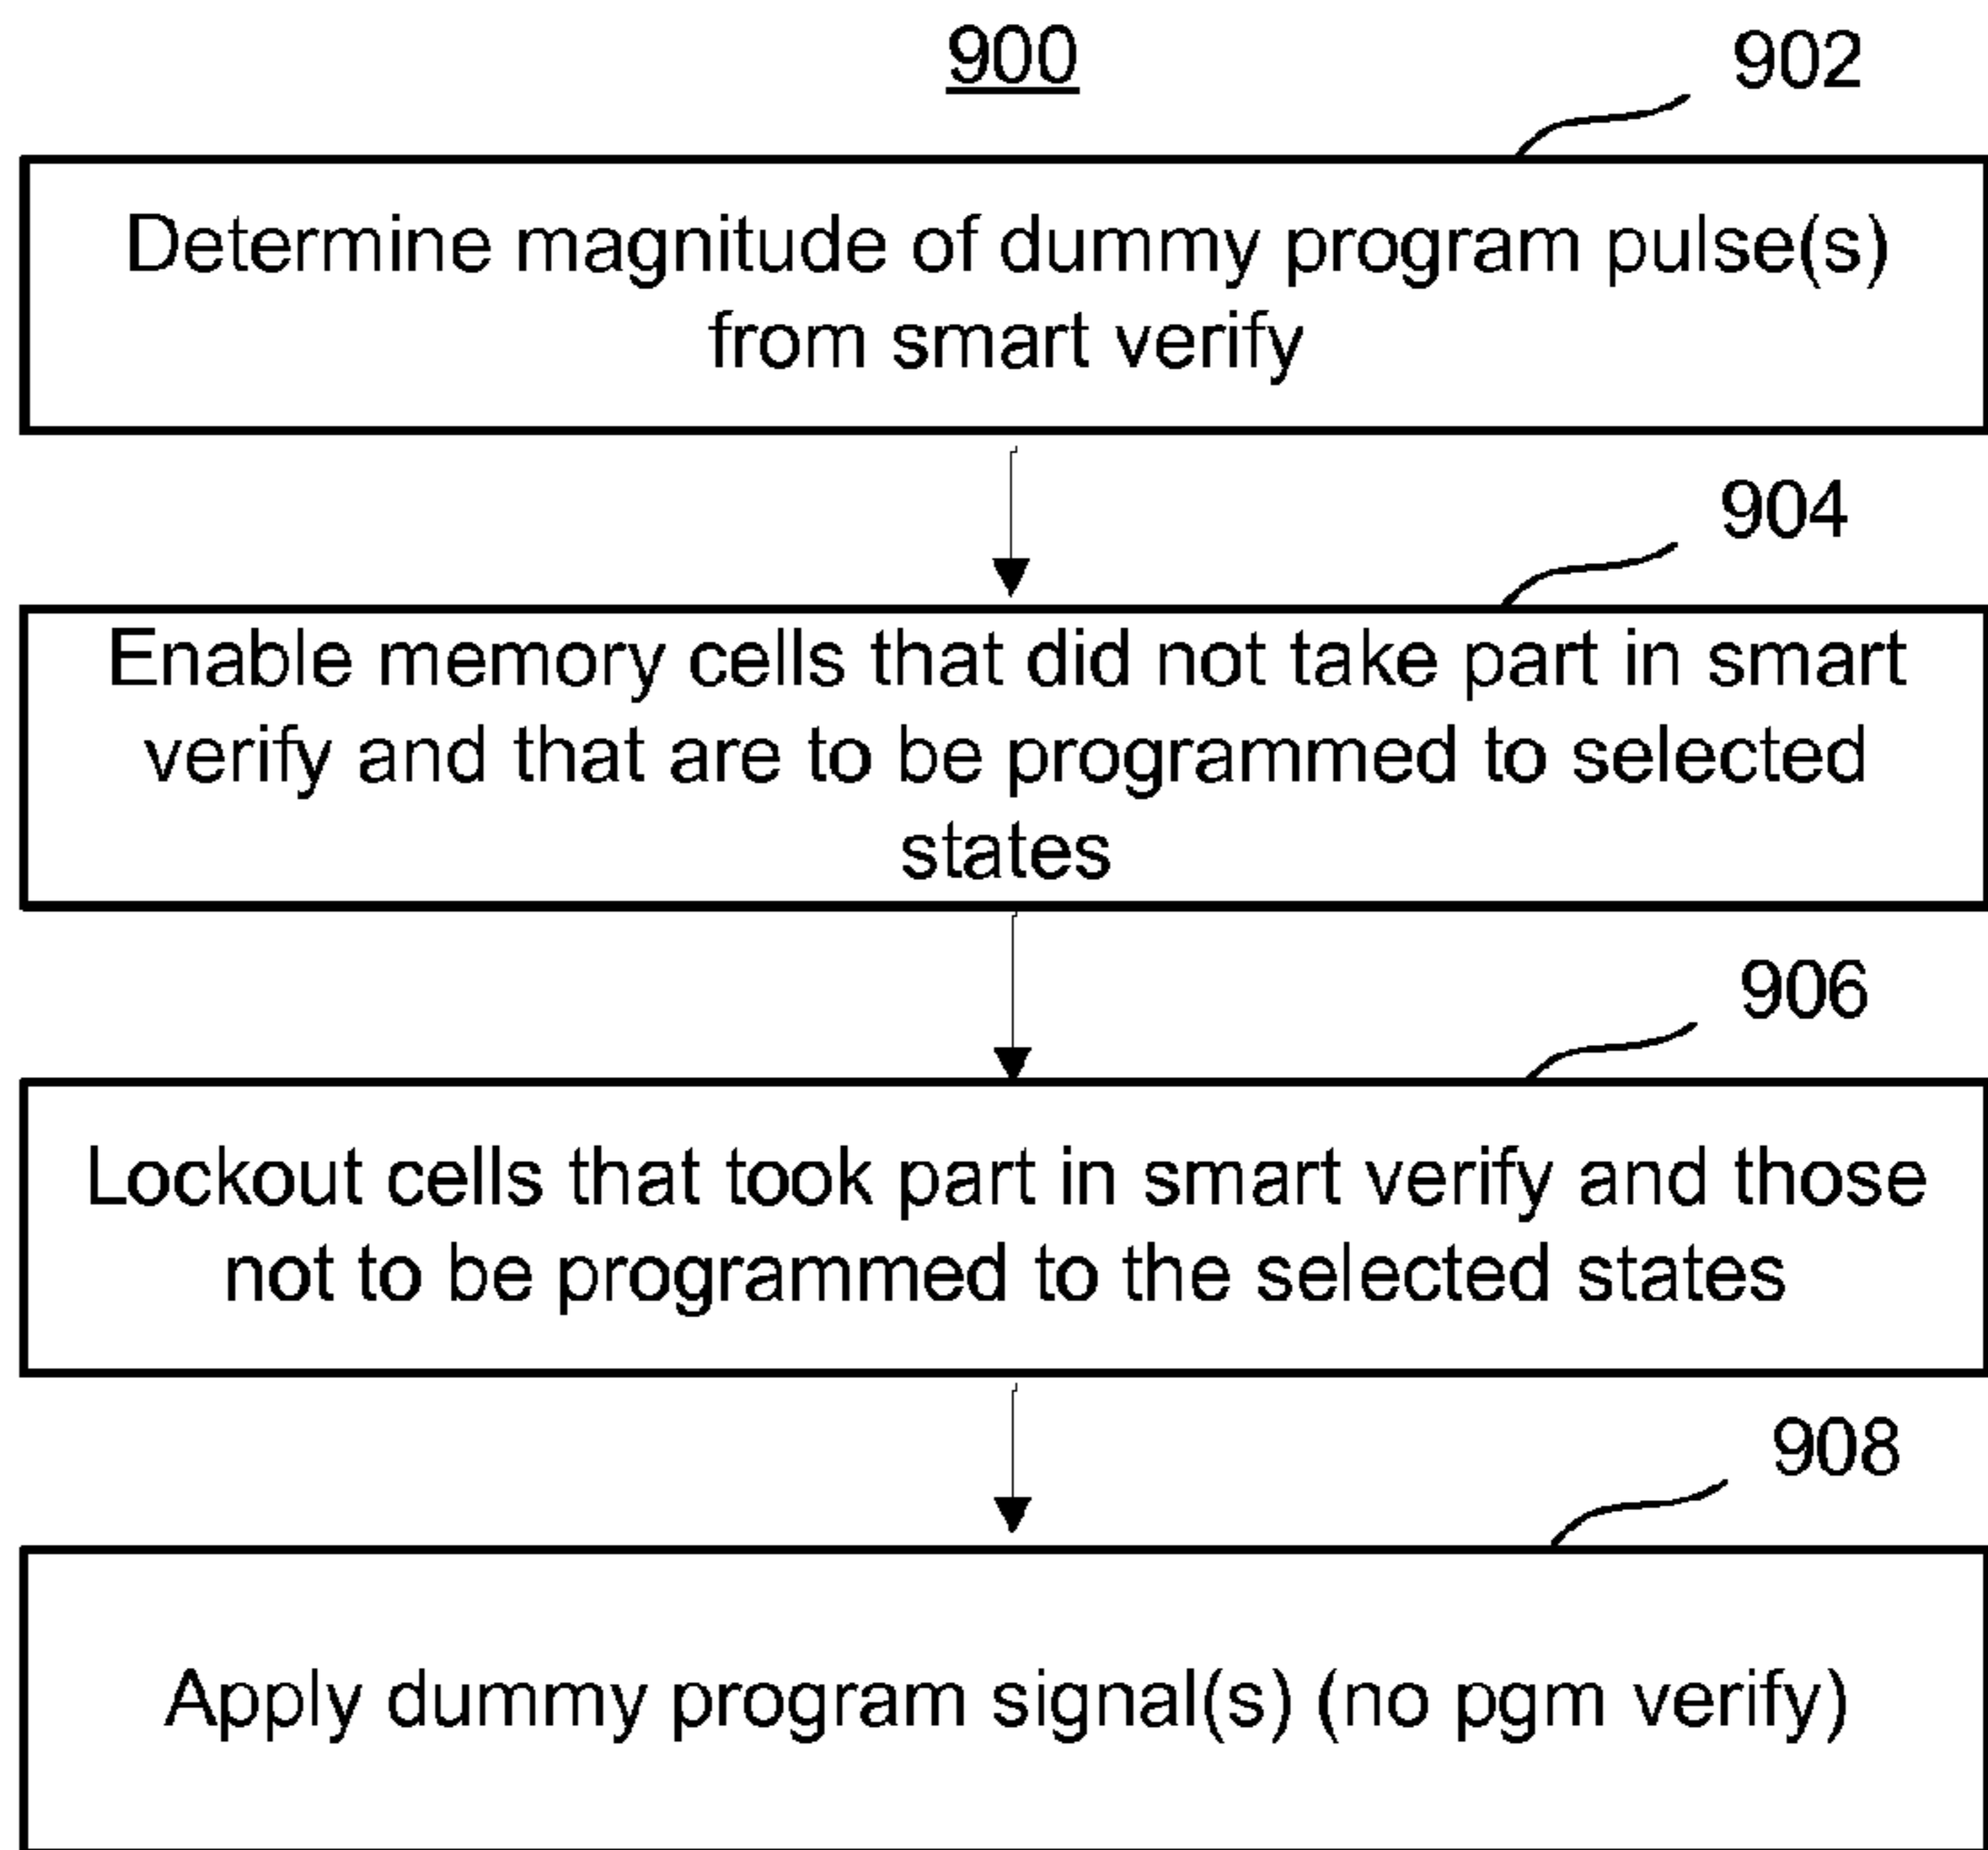 900
902
Determine magnitude of dummy program pulse(s)
from smart verify
904
Enable memory cells that did not take part in smart
verify and that are to be programmed to selected
states
906
Lockout cells that took part in smart verify and those
not to be programmed to the selected states
908
Apply dummy program signal(s) (no pgm verify)